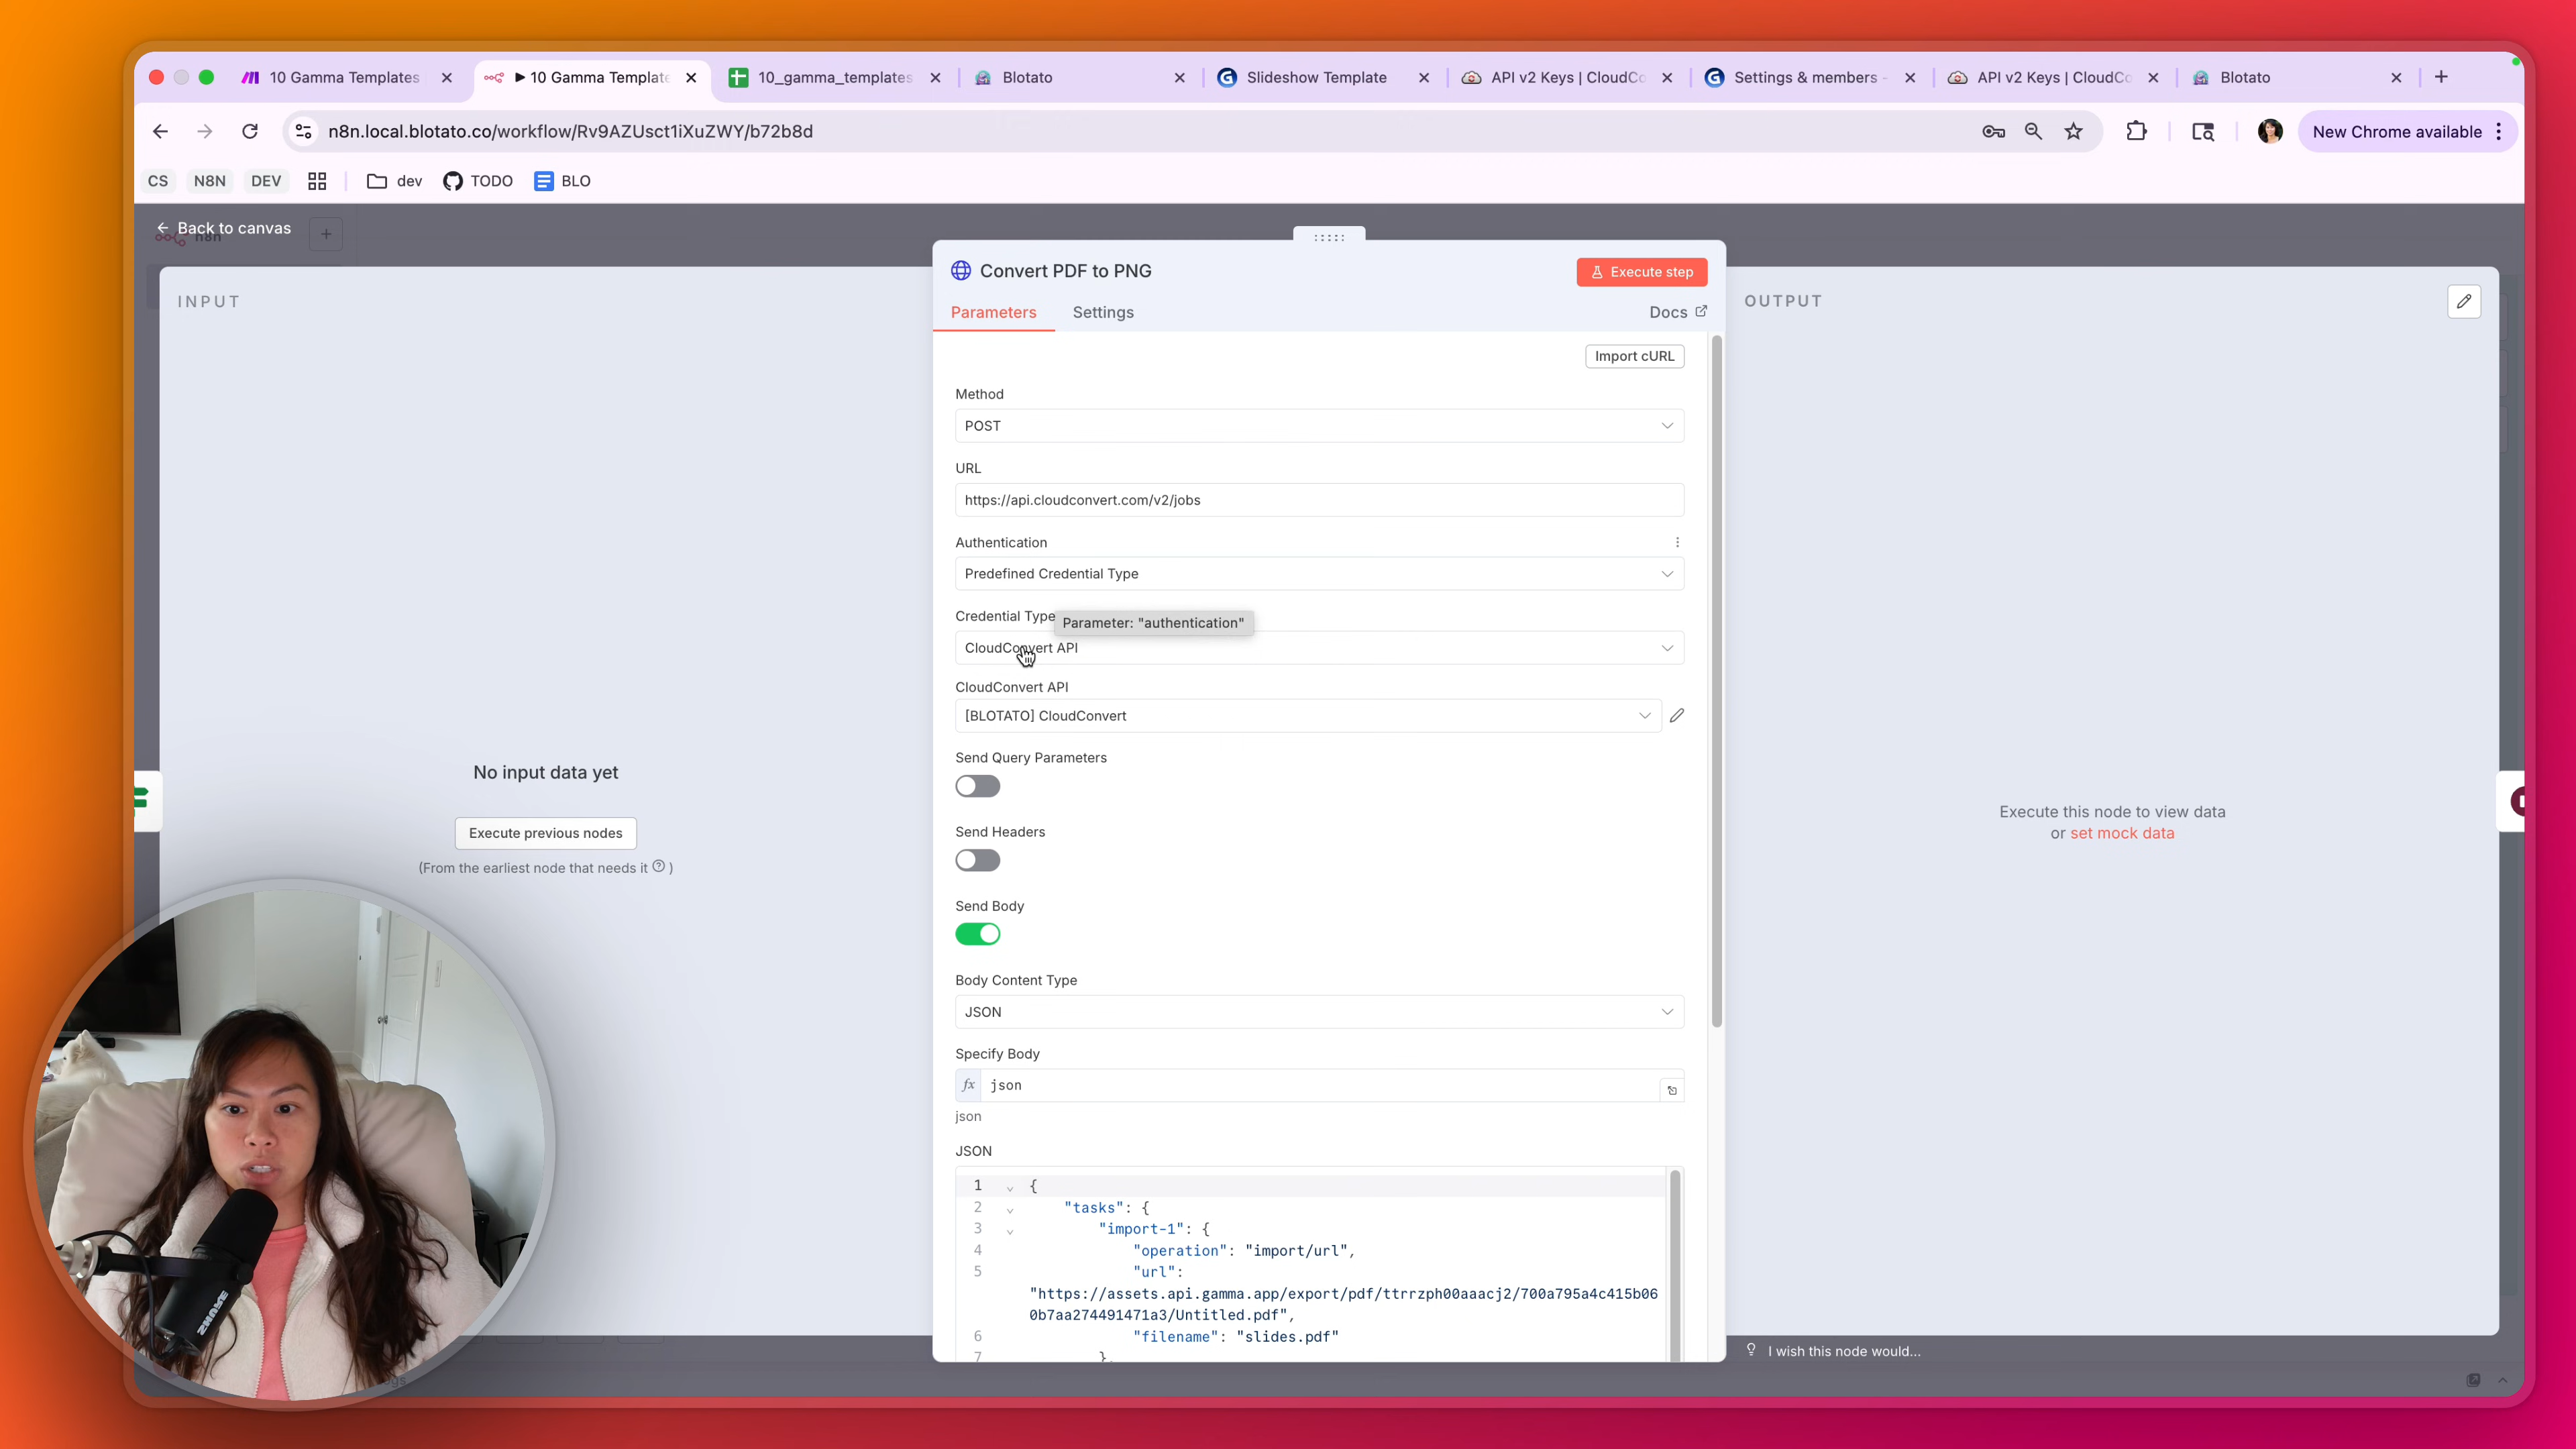 10 Gamma Templates
▶ 10 Gamma Template
10_gamma_templates
Blotato
Slideshow Template
API v2 Keys | CloudCo
Settings & members -
API v2 Keys | CloudCo
Blotato
n8n.local.blotato.co/workflow/Rv9AZUsct1iXuZWY/b72b8d
New Chrome available
CS
N8N
DEV
dev
TODO
BLO
Back to canvas
n8n
INPUT
Convert PDF to PNG
Execute step
OUTPUT
Parameters
Settings
Docs
Import cURL
Method
POST
URL
https://api.cloudconvert.com/v2/jobs
Authentication
Predefined Credential Type
Credential Type
Parameter: "authentication"
CloudConvert API
CloudConvert API
[BLOTATO] CloudConvert
Send Query Parameters
No input data yet
Execute previous nodes
(From the earliest node that needs it ? )
Execute this node to view data
or set mock data
Send Headers
Send Body
Body Content Type
JSON
Specify Body
fx json
json
JSON
1 {
2 "tasks": {
3 "import-1": {
4 "operation": "import/url",
5 "url":
"https://assets.api.gamma.app/export/pdf/ttrrzph00aaacj2/700a795a4c415b06
0b7aa274491471a3/Untitled.pdf",
6 "filename": "slides.pdf"
7 },
I wish this node would...
SHURE